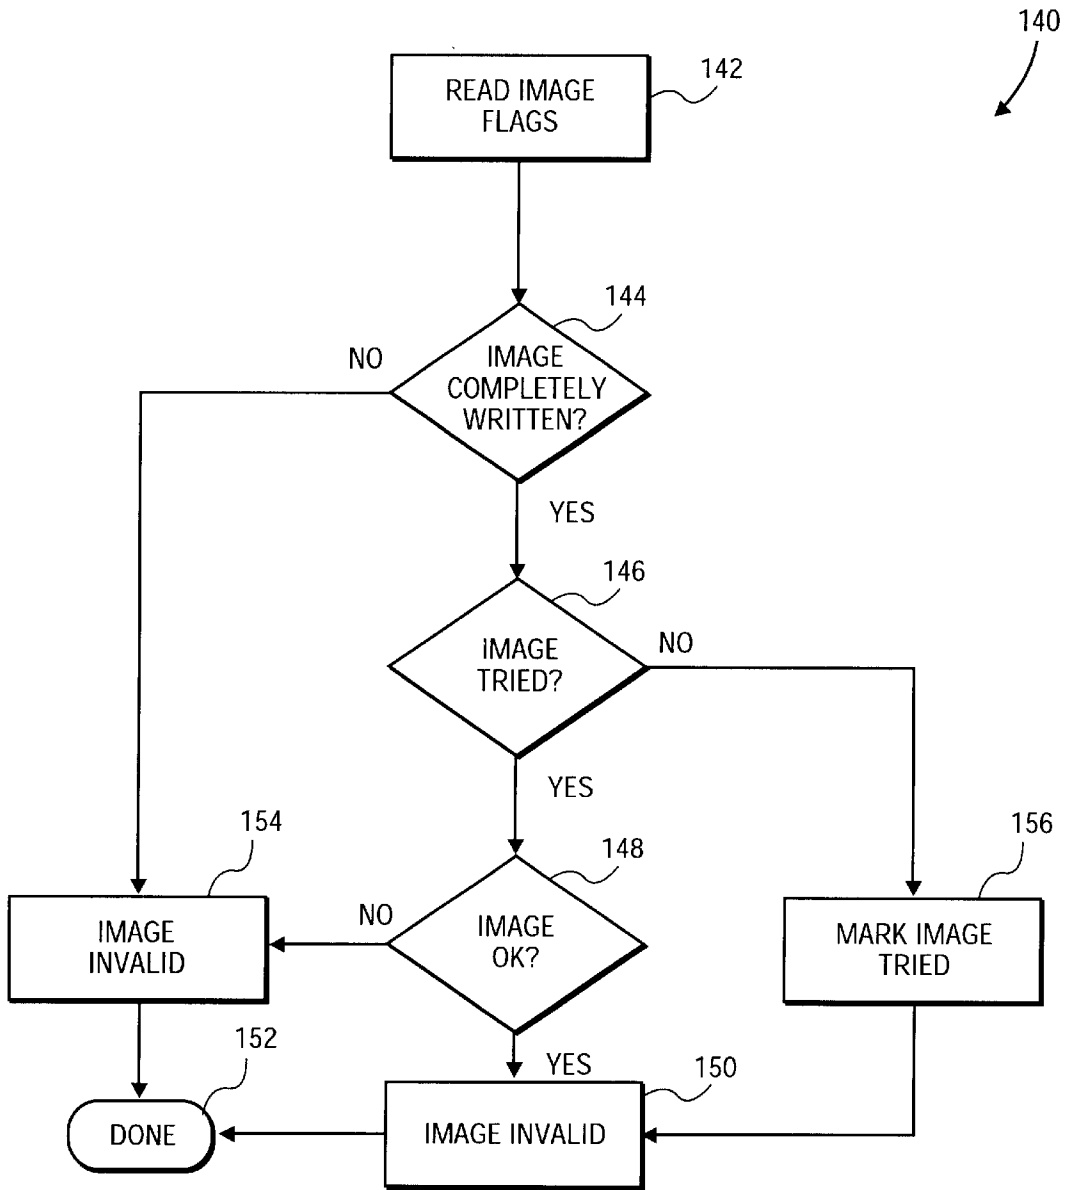 140
READ IMAGE
FLAGS
142
144
NO
IMAGE
COMPLETELY
WRITTEN?
YES
146
IMAGE
TRIED?
NO
YES
154
148
156
IMAGE
INVALID
NO
IMAGE
OK?
MARK IMAGE
TRIED
152
YES
150
DONE
IMAGE INVALID